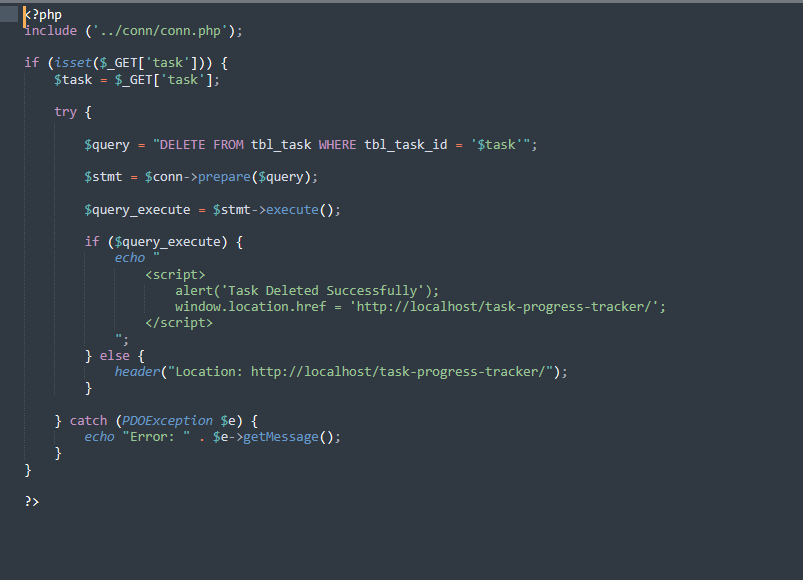 <?php
include ('../conn/conn.php');
if (isset($_GET['task'])) {
$task = $_GET['task'];
try {
$query = "DELETE FROM tbl_task WHERE tbl_task_id = '$task'";
$stmt = $conn->prepare($query);
$query_execute = $stmt->execute();
if ($query_execute) {
echo "
<script>
alert('Task Deleted Successfully');
window.location.href = 'http://localhost/task-progress-tracker/';
</script>
";
} else {
header("Location: http://localhost/task-progress-tracker/");
}
} catch (PDOException $e) {
echo "Error: " . $e->getMessage();
}
}
?>